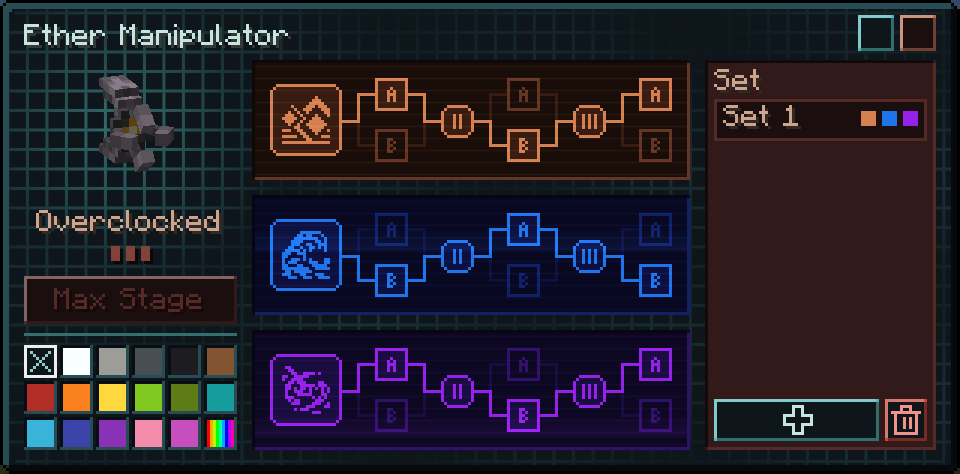 Ether Manipulator
Overclocked
Max Stage
A II A III A
B B B
A II A III A
B B B
A II A III A
B B B
Set
Set 1